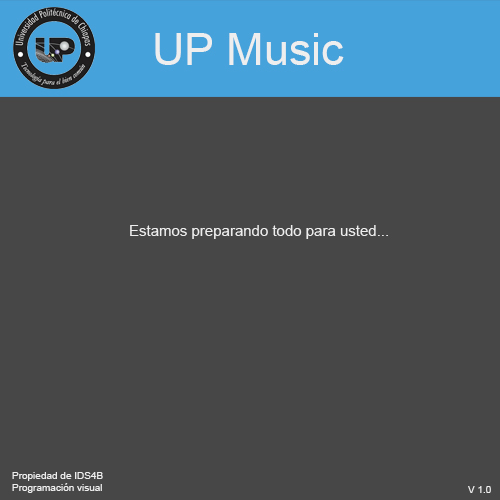 Universidad Politécnica de Chiapas
UP
Tecnología para el bien común
UP Music
Estamos preparando todo para usted...
Propiedad de IDS4B
Programación visual
V 1.0